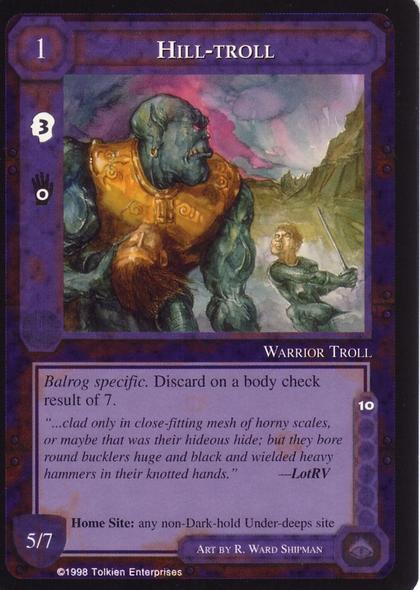 1
HILL-TROLL
3
0
WARRIOR TROLL
Balrog specific. Discard on a body check
result of 7.
10
"...clad only in close-fitting mesh of horny scales,
or maybe that was their hideous hide; but they bore
round bucklers huge and black and wielded heavy
hammers in their knotted hands." —LotRV
Home Site: any non-Dark-hold Under-deeps site
5/7
ART BY R. WARD SHIPMAN
©1998 Tolkien Enterprises